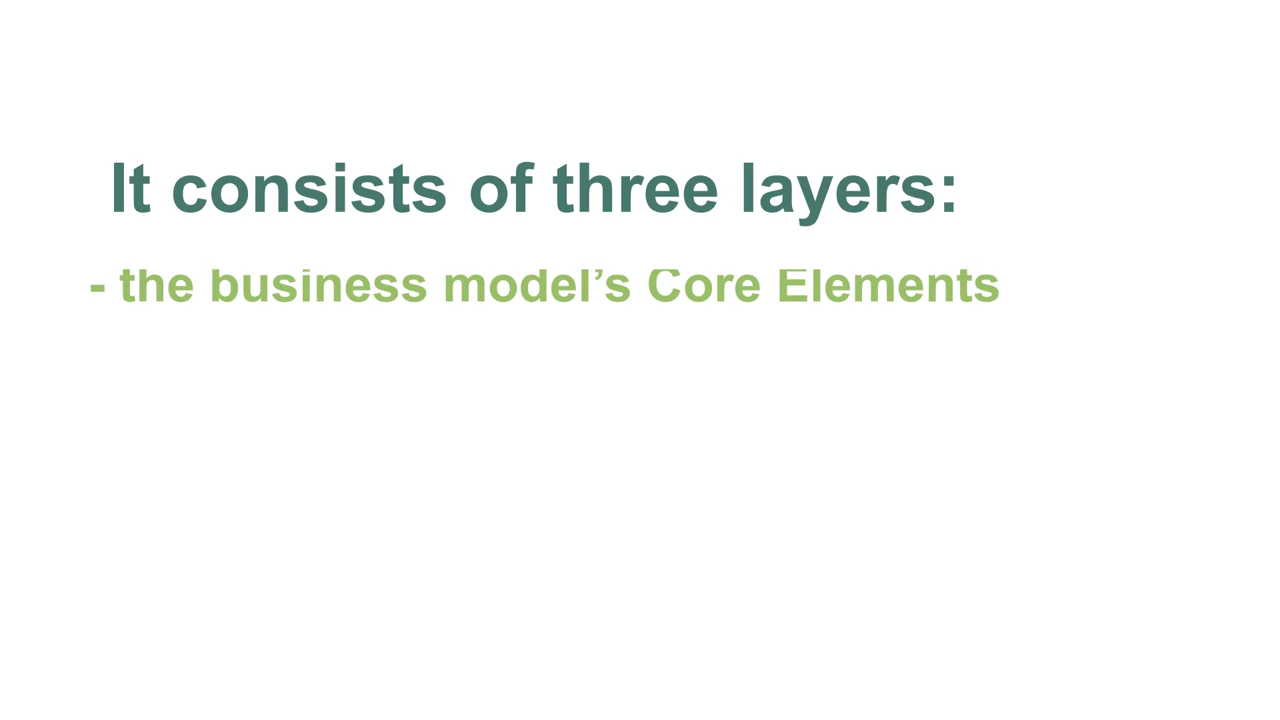 It consists of three layers:
- the business model’s Core Elements